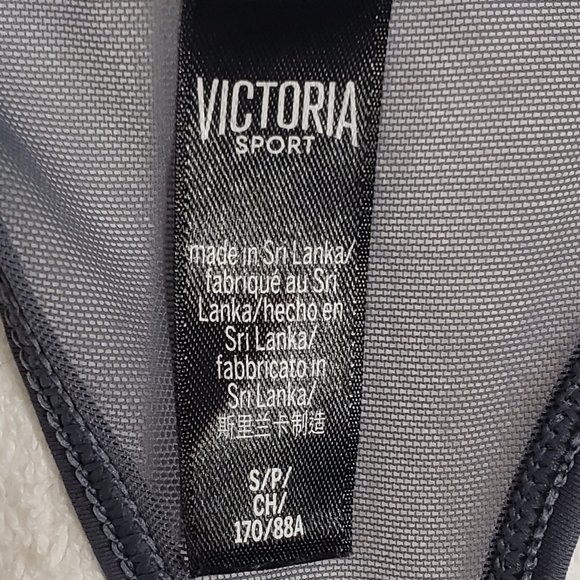 VICTORIA
SPORT
made in Sri Lanka/
fabriqué au Sri
Lanka/hecho en
Sri Lanka/
fabbricato in
Sri Lanka/
斯里兰卡制造
S/P/
CH/
170/88A